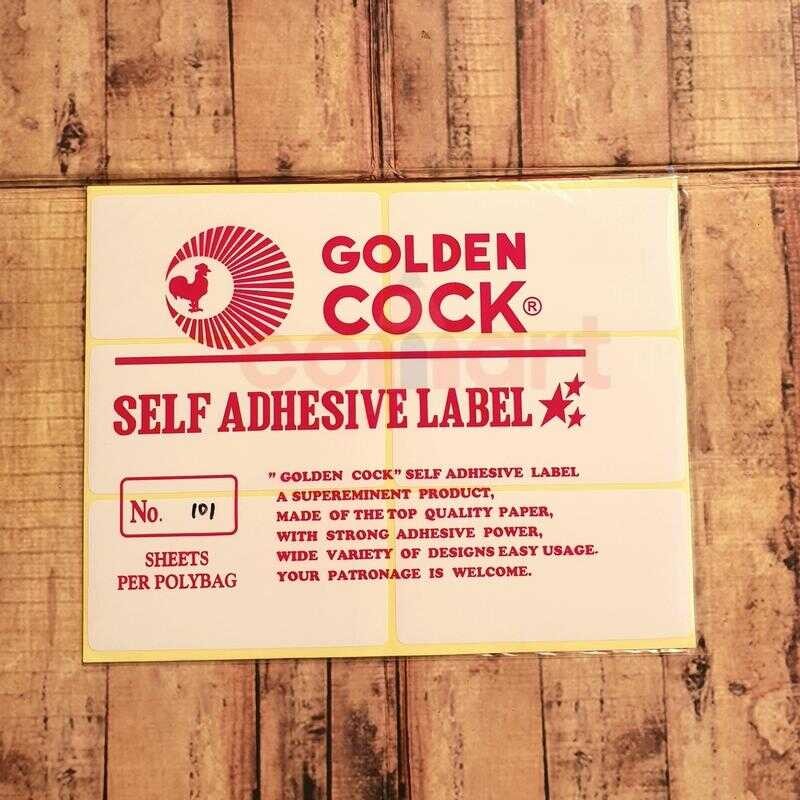 GOLDEN
COCK®
comart
SELF ADHESIVE LABEL
No. 101
SHEETS
PER POLYBAG
" GOLDEN COCK" SELF ADHESIVE LABEL
A SUPEREMINENT PRODUCT,
MADE OF THE TOP QUALITY PAPER,
WITH STRONG ADHESIVE POWER,
WIDE VARIETY OF DESIGNS EASY USAGE.
YOUR PATRONAGE IS WELCOME.